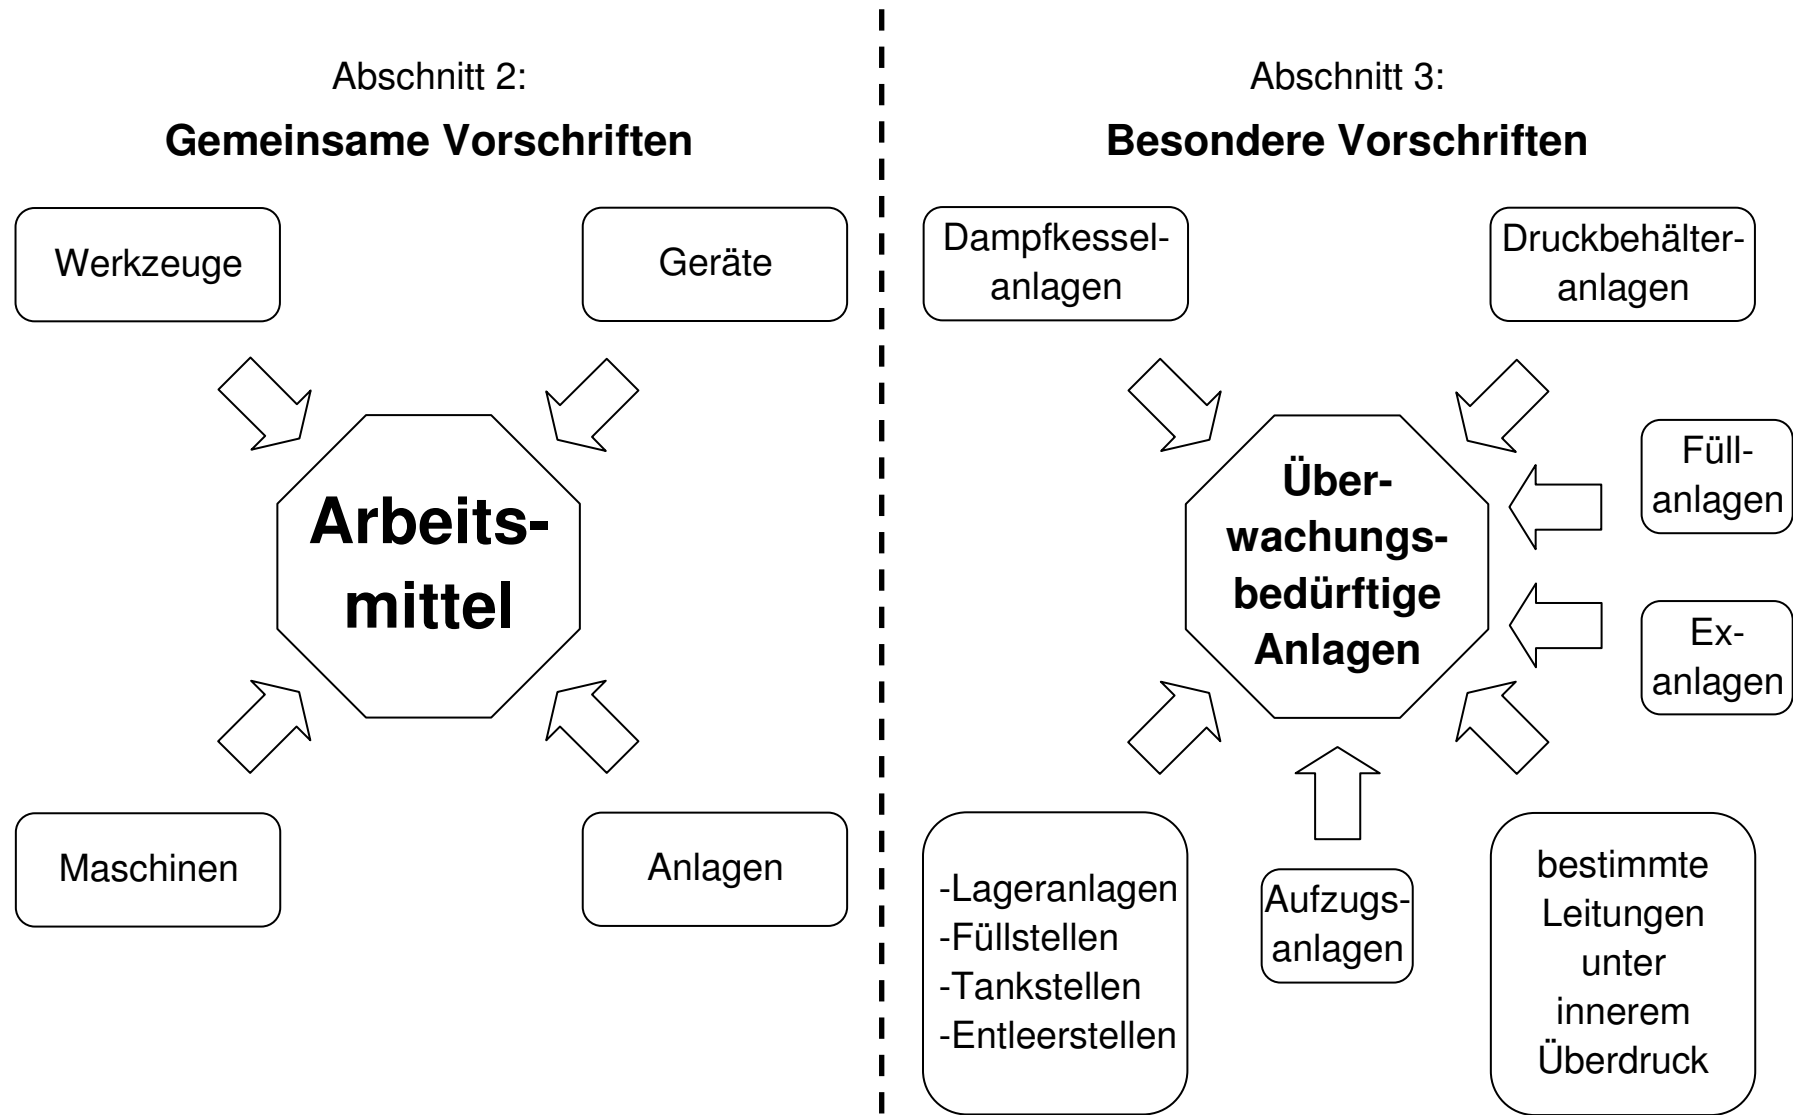 Abschnitt 2:
Gemeinsame Vorschriften
Werkzeuge
Geräte
Arbeits-
mittel
Maschinen
Anlagen
Abschnitt 3:
Besondere Vorschriften
Dampfkessel-
anlagen
Druckbehälter-
anlagen
Füll-
anlagen
Über-
wachungs-
bedürftige
Anlagen
Ex-
anlagen
-Lageranlagen
-Füllstellen
-Tankstellen
-Entleerstellen
Aufzugs-
anlagen
bestimmte
Leitungen
unter
innerem
Überdruck